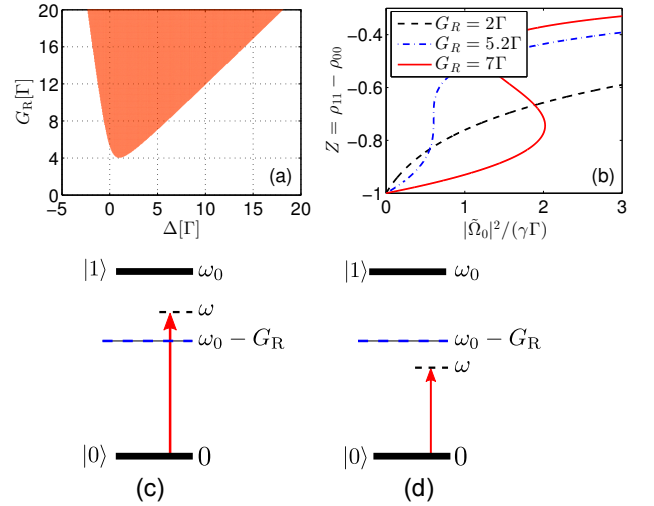 20
16
12
8
4
0
G_R[Γ]
-5 0 5 10 15 20
Δ[Γ]
(a)
G_R = 2Γ
G_R = 5.2Γ
G_R = 7Γ
-0.4
-0.6
-0.8
-1
Z = ρ₁₁ − ρ₀₀
0 1 2 3
|Ω̃₀|²/(γΓ)
(b)
|1⟩ ω₀
ω
ω₀ − G_R
|0⟩ 0
(c)
|1⟩ ω₀
ω₀ − G_R
ω
|0⟩ 0
(d)